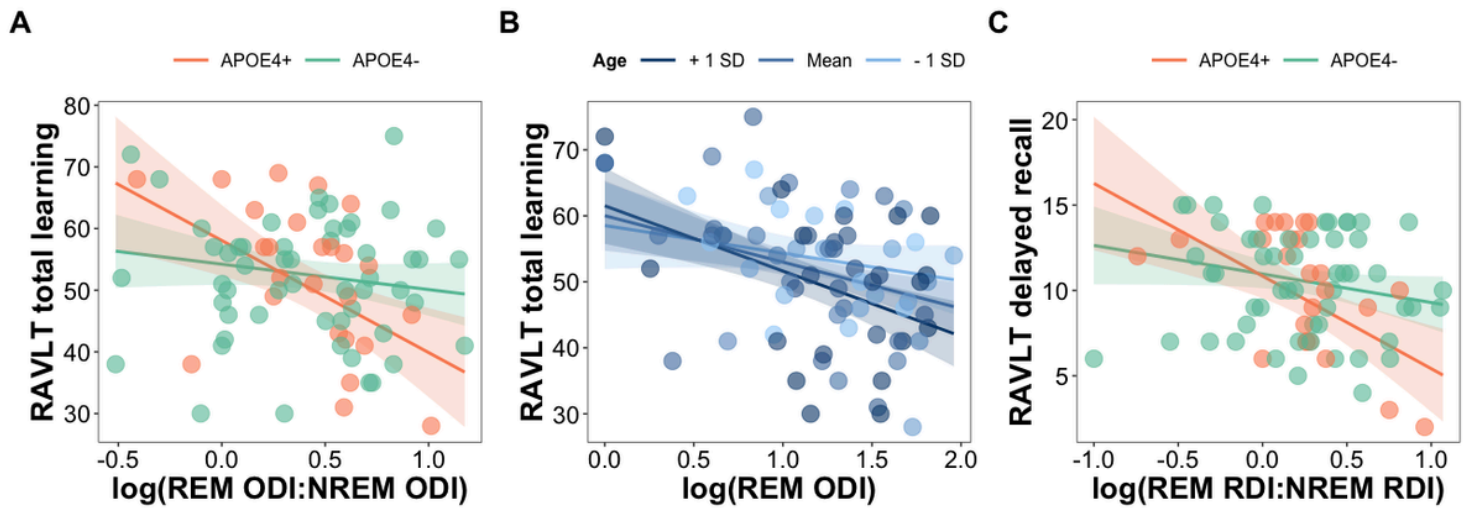 A
APOE4+ APOE4-
RAVLT total learning
80
70
60
50
40
30
-0.5 0.0 0.5 1.0
log(REM ODI:NREM ODI)
B
Age + 1 SD Mean - 1 SD
RAVLT total learning
70
60
50
40
30
0.0 0.5 1.0 1.5 2.0
log(REM ODI)
C
APOE4+ APOE4-
RAVLT delayed recall
20
15
10
5
-1.0 -0.5 0.0 0.5 1.0
log(REM RDI:NREM RDI)